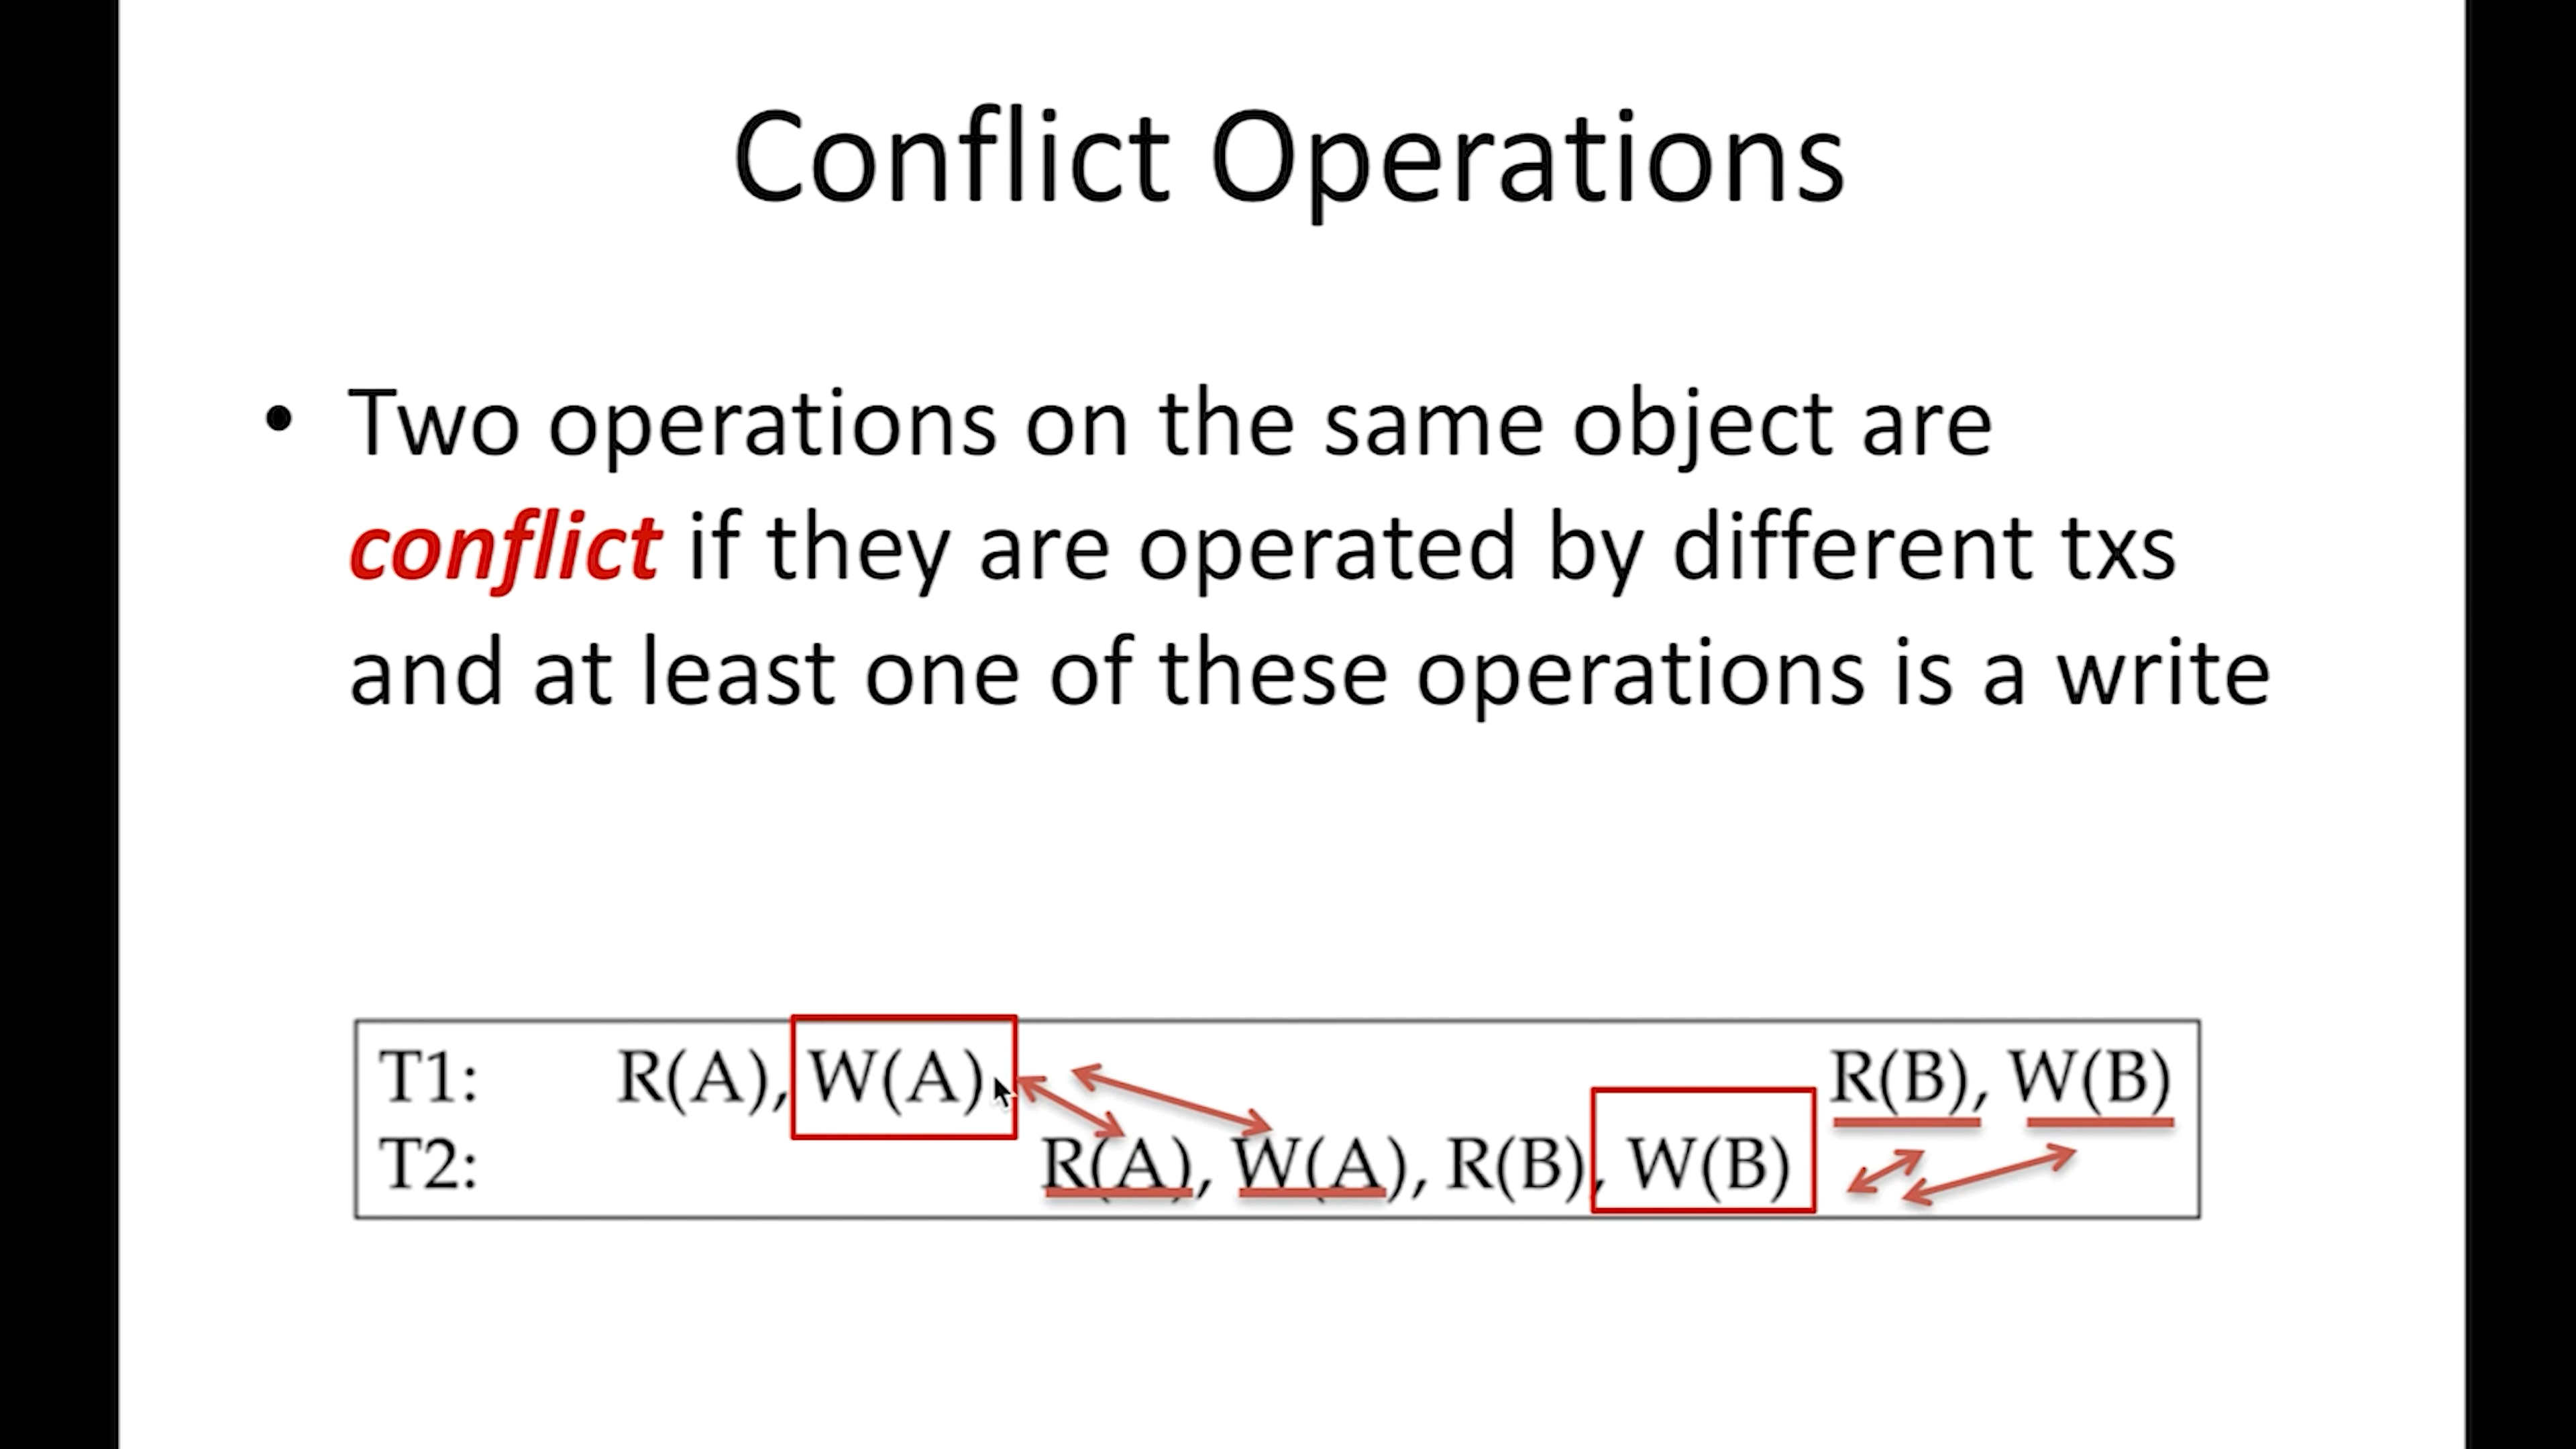 Conflict Operations
• Two operations on the same object are
conflict if they are operated by different txs
and at least one of these operations is a write
T1: R(A), W(A) R(B), W(B)
T2: R(A), W(A), R(B), W(B)